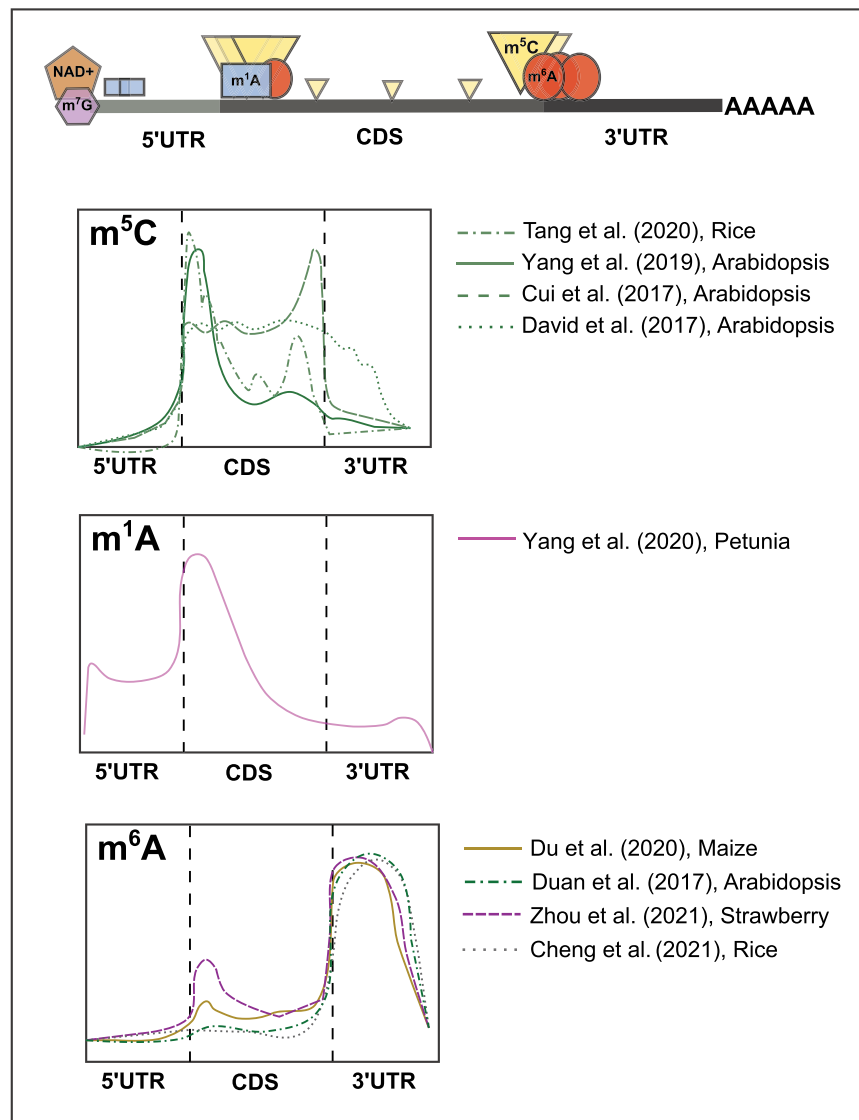 m⁵C
NAD+
m¹A
m⁶A
m⁷G
AAAAA
5'UTR CDS 3'UTR
m⁵C
Tang et al. (2020), Rice
Yang et al. (2019), Arabidopsis
Cui et al. (2017), Arabidopsis
David et al. (2017), Arabidopsis
5'UTR CDS 3'UTR
m¹A
Yang et al. (2020), Petunia
5'UTR CDS 3'UTR
m⁶A
Du et al. (2020), Maize
Duan et al. (2017), Arabidopsis
Zhou et al. (2021), Strawberry
Cheng et al. (2021), Rice
5'UTR CDS 3'UTR